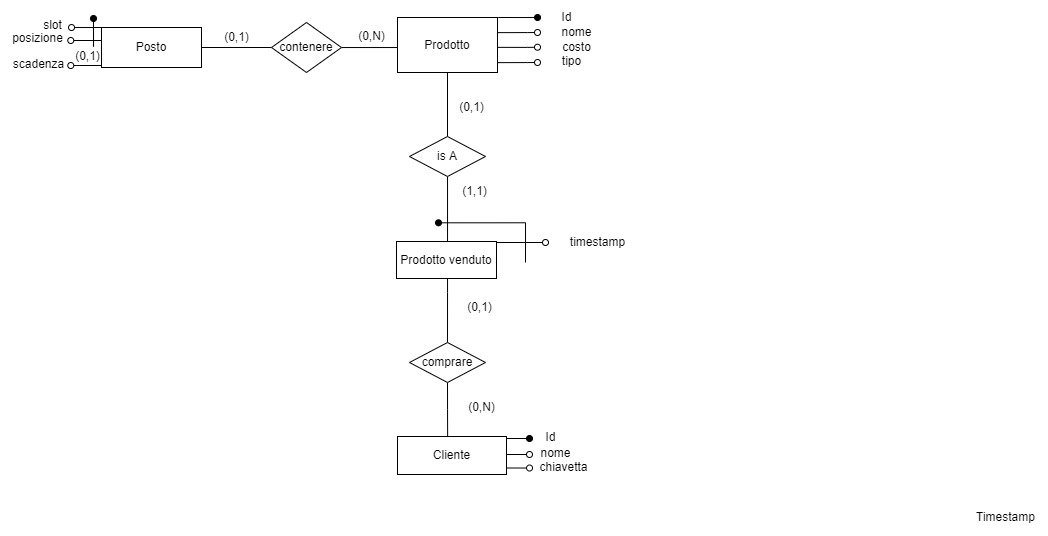 slot
posizione
scadenza
(0,1)
Posto
(0,1)
contenere
(0,N)
Prodotto
Id
nome
costo
tipo
(0,1)
is A
(1,1)
timestamp
Prodotto venduto
(0,1)
comprare
(0,N)
Cliente
Id
nome
chiavetta
Timestamp